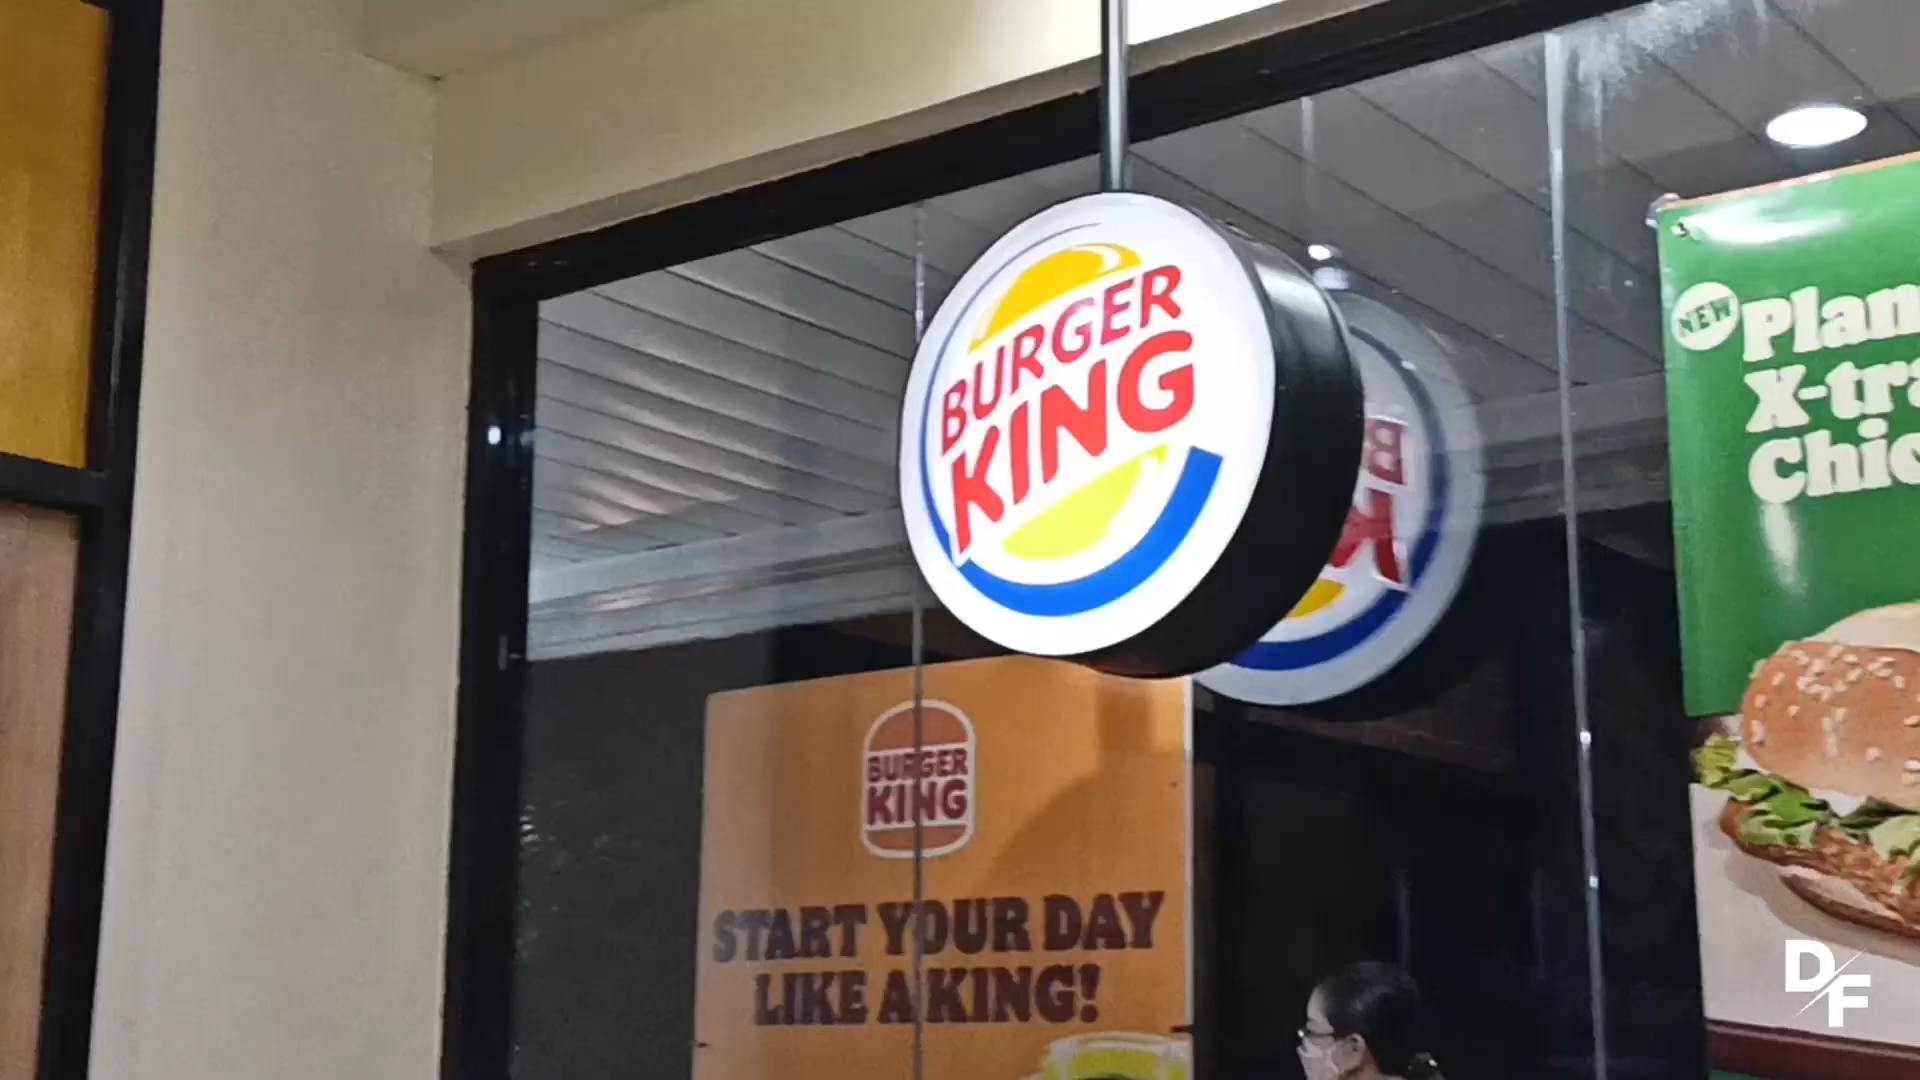 BURGER
KING
BURGER
KING
START YOUR DAY
LIKE A KING!
NEW
Plan
X-tra
Chic
DF